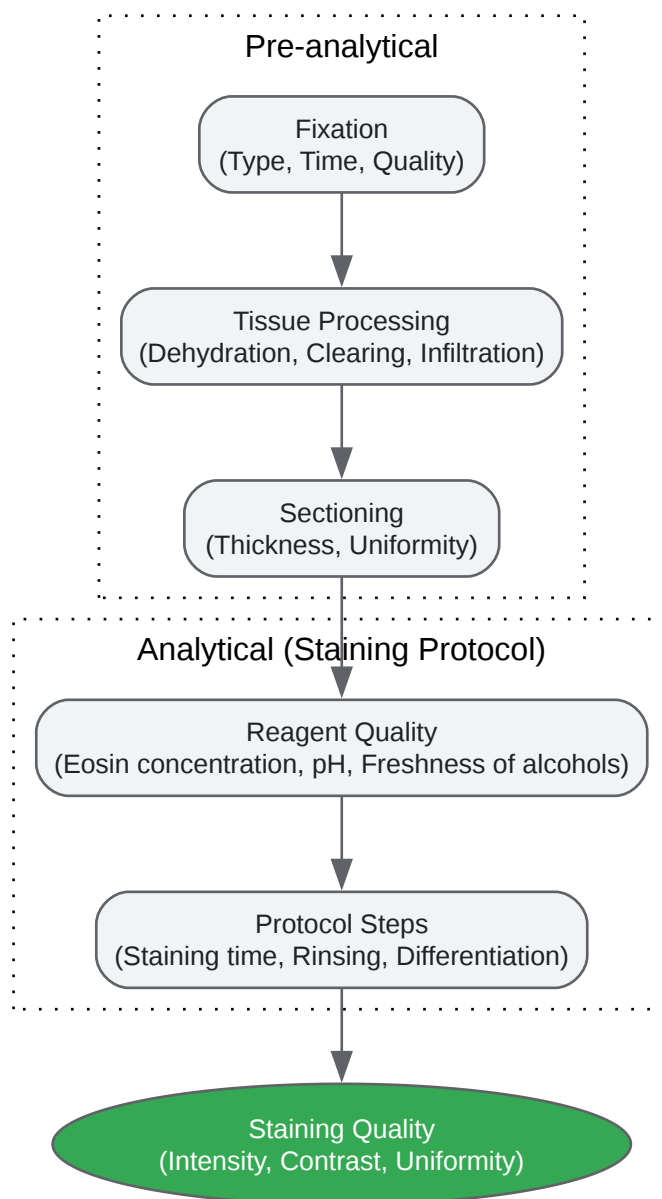 Pre-analytical
Fixation
(Type, Time, Quality)
Tissue Processing
(Dehydration, Clearing, Infiltration)
Sectioning
(Thickness, Uniformity)
Analytical (Staining Protocol)
Reagent Quality
(Eosin concentration, pH, Freshness of alcohols)
Protocol Steps
(Staining time, Rinsing, Differentiation)
Staining Quality
(Intensity, Contrast, Uniformity)